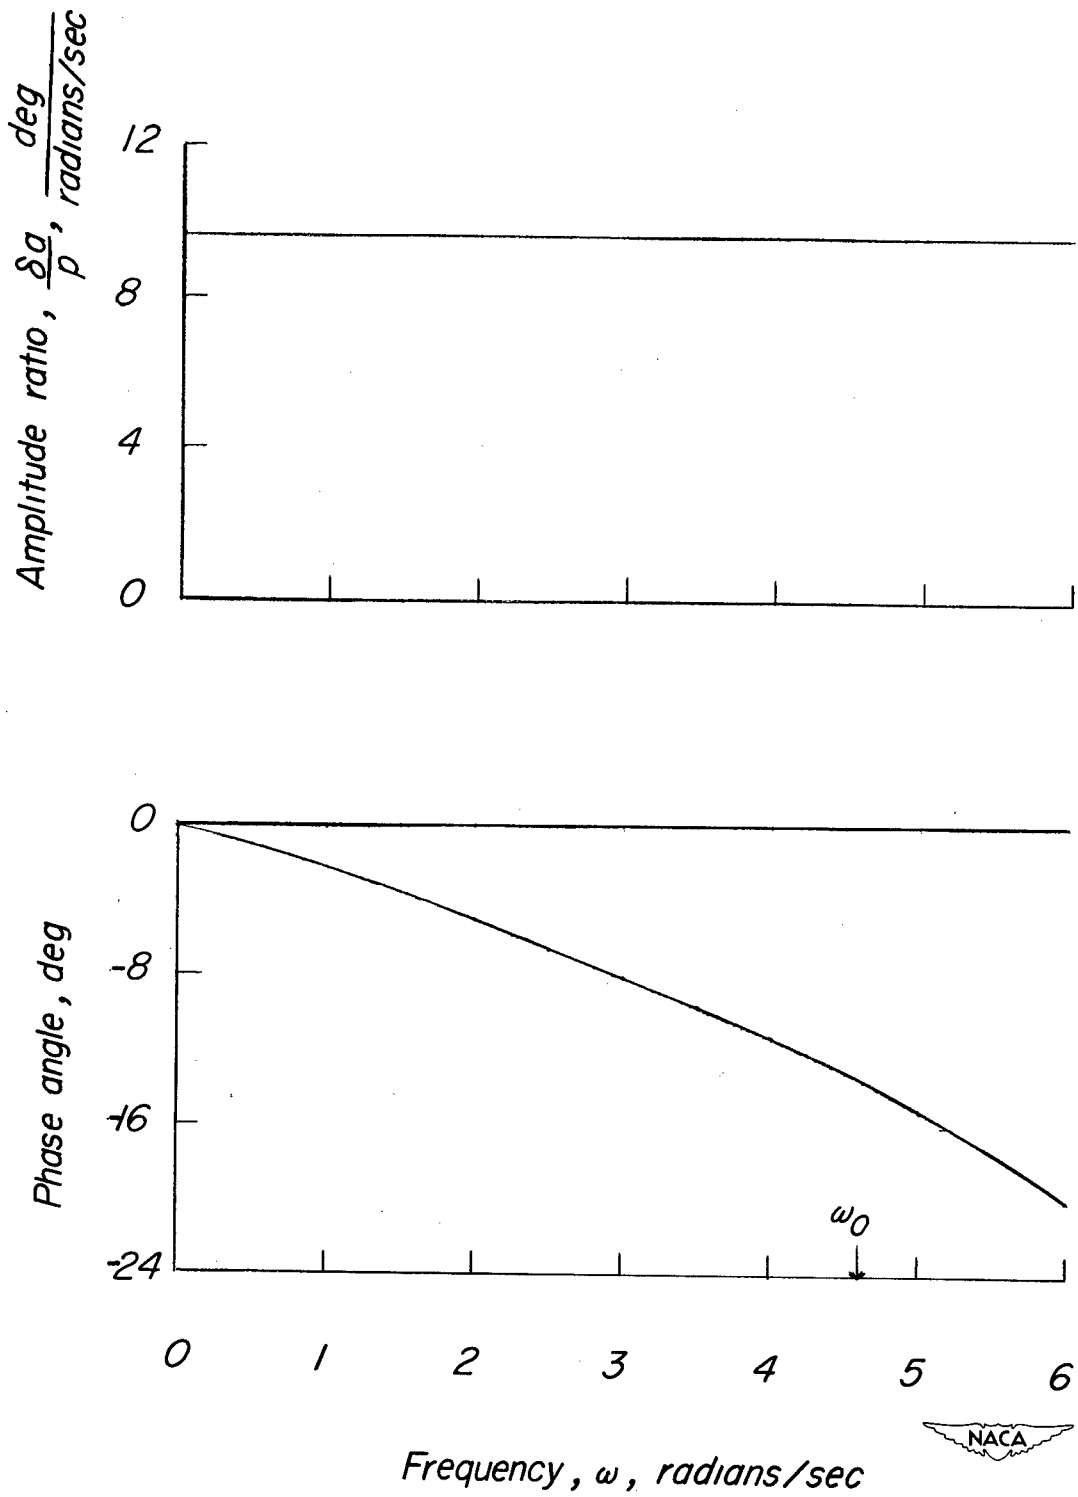 Amplitude ratio, δa/p, deg/radians/sec
12
8
4
0
Phase angle, deg
0
-8
-16
-24
ω0
0 1 2 3 4 5 6
NACA
Frequency, ω, radians/sec